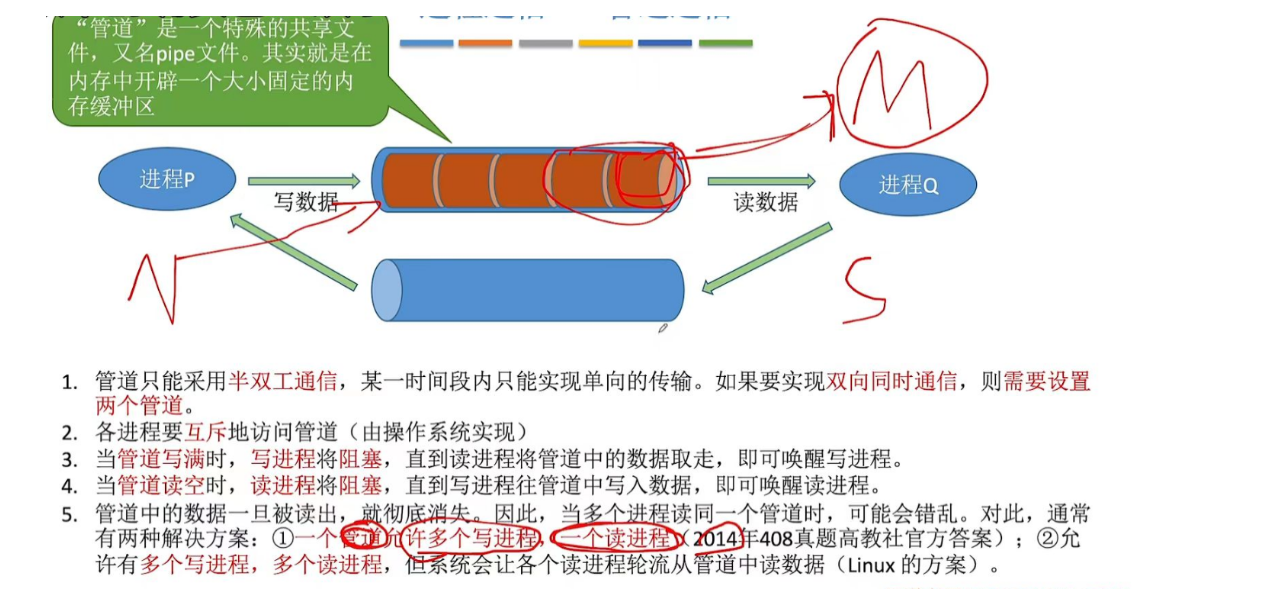 “管道”是一个特殊的共享文
件，又名pipe文件。其实就是在
内存中开辟一个大小固定的内
存缓冲区
M
进程P
写数据
读数据
进程Q
N
S
1. 管道只能采用半双工通信，某一时间段内只能实现单向的传输。如果要实现双向同时通信，则需要设置
两个管道。
2. 各进程要互斥地访问管道（由操作系统实现）
3. 当管道写满时，写进程将阻塞，直到读进程将管道中的数据取走，即可唤醒写进程。
4. 当管道读空时，读进程将阻塞，直到写进程往管道中写入数据，即可唤醒读进程。
5. 管道中的数据一旦被读出，就彻底消失。因此，当多个进程读同一个管道时，可能会错乱。对此，通常
有两种解决方案：①一个管道允许多个写进程，一个读进程（2014年408真题高教社官方答案）；②允
许有多个写进程，多个读进程，但系统会让各个读进程轮流从管道中读数据（Linux 的方案）。